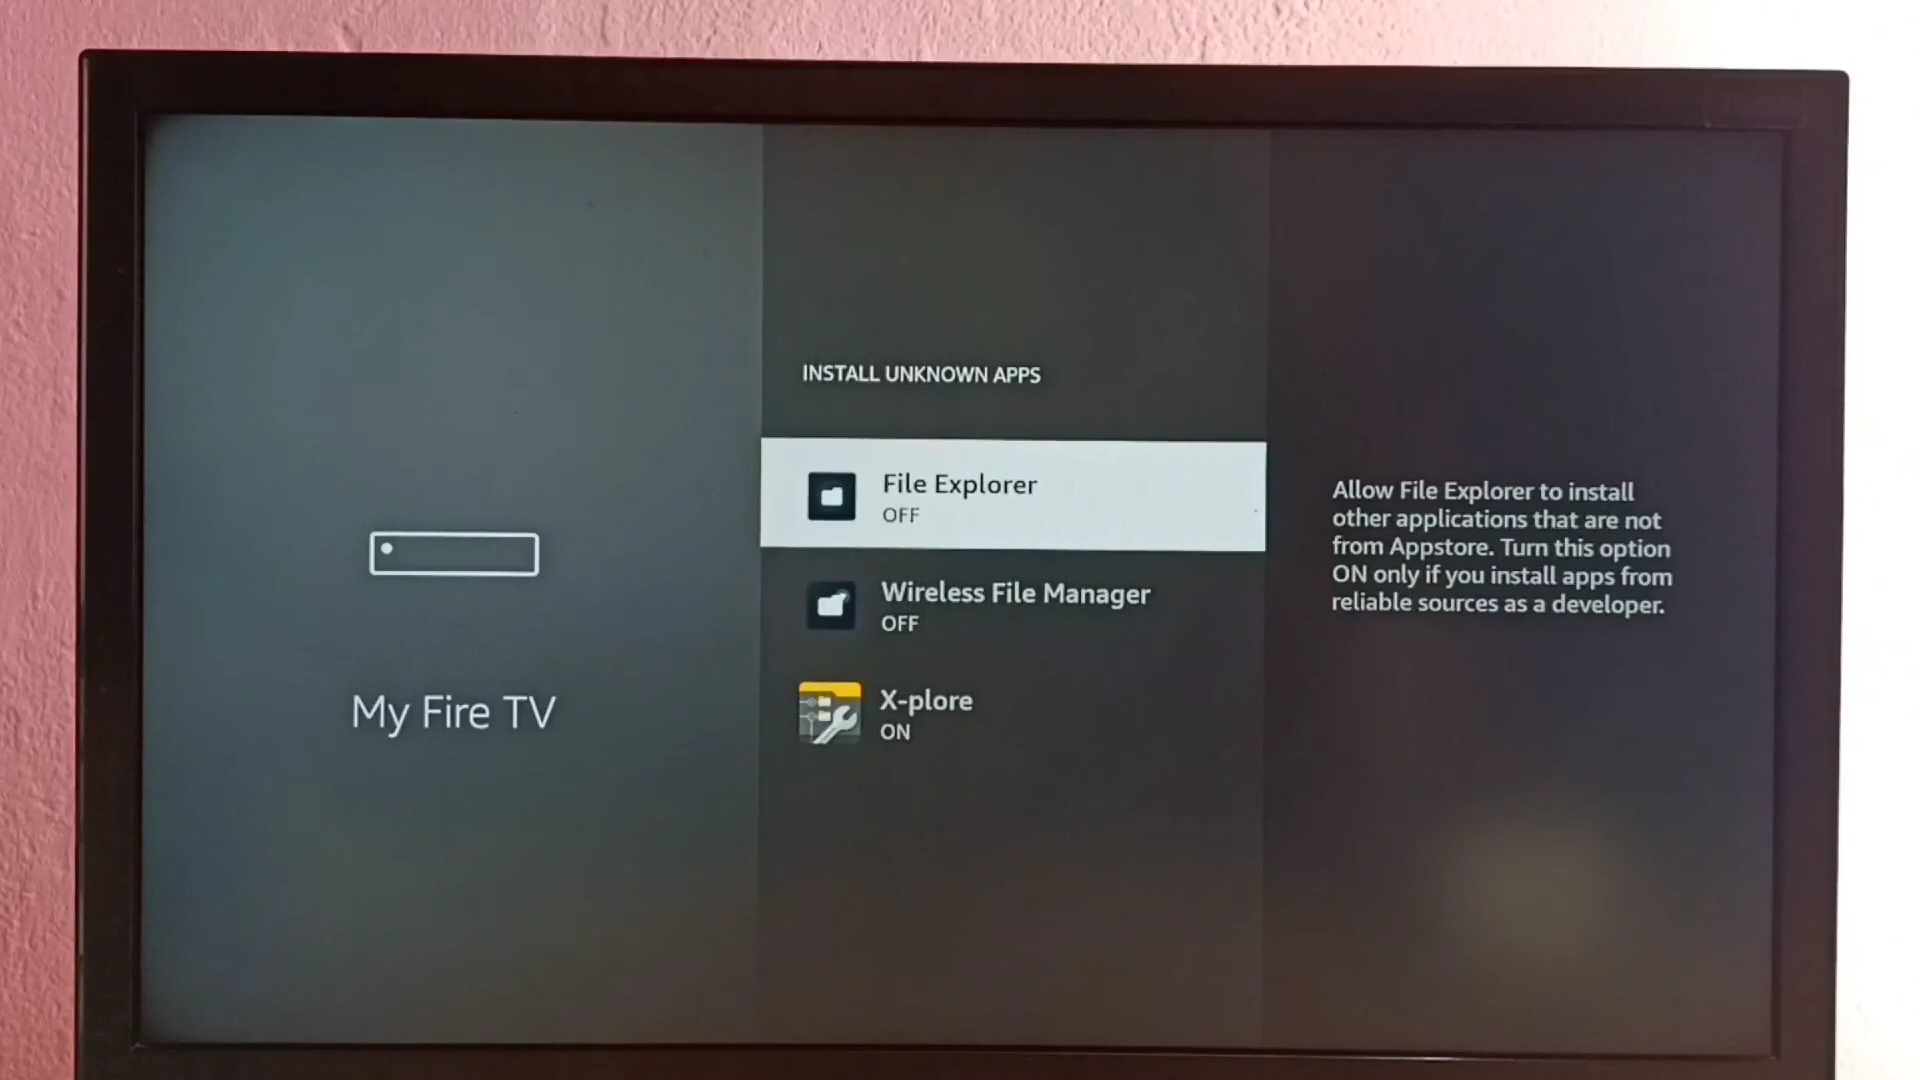 INSTALL UNKNOWN APPS
File Explorer
OFF
Wireless File Manager
OFF
X-plore
ON
My Fire TV
Allow File Explorer to install
other applications that are not
from Appstore. Turn this option
ON only if you install apps from
reliable sources as a developer.